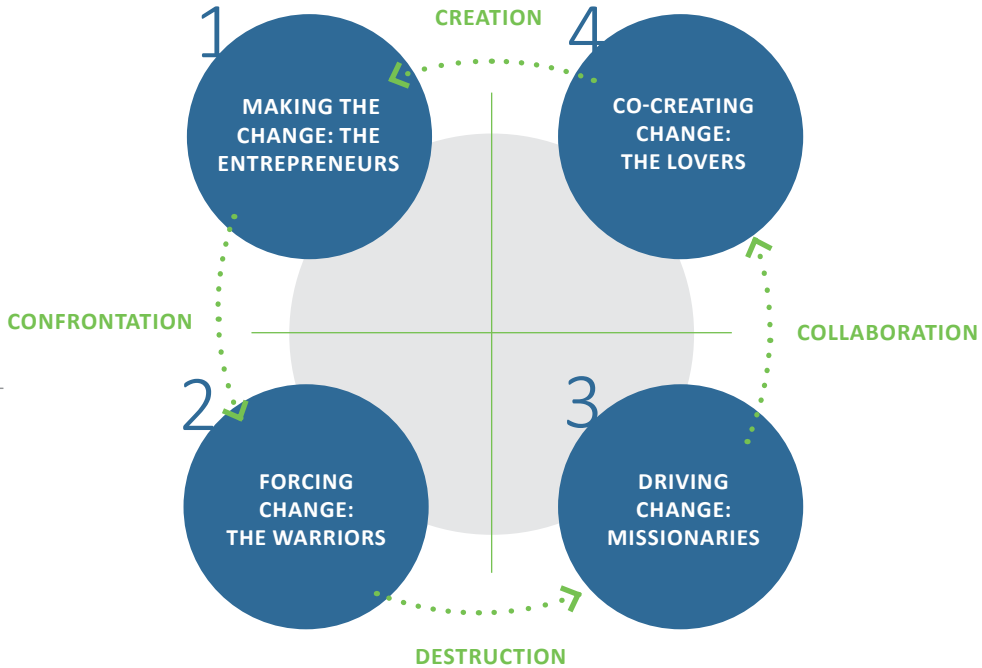 CREATION
1
MAKING THE
CHANGE: THE
ENTREPRENEURS
4
CO-CREATING
CHANGE:
THE LOVERS
CONFRONTATION
COLLABORATION
2
FORCING
CHANGE:
THE WARRIORS
3
DRIVING
CHANGE:
MISSIONARIES
DESTRUCTION